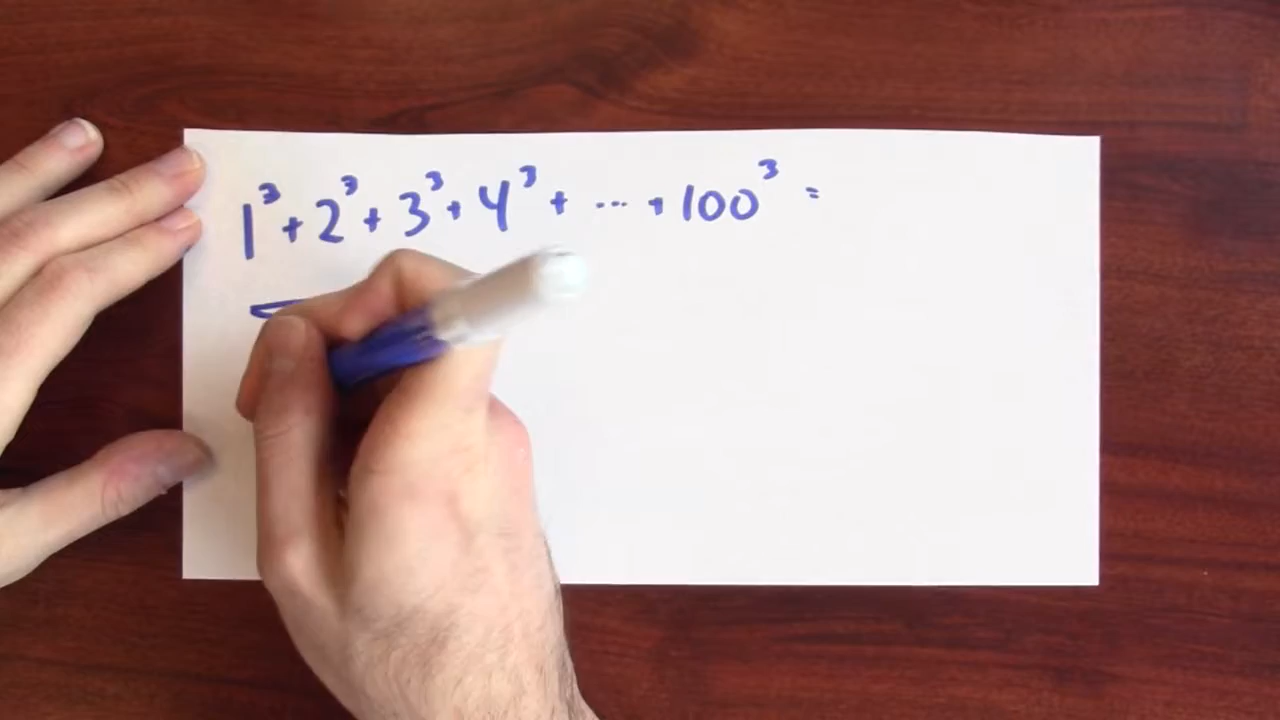 1³ + 2³ + 3³ + 4³ + ... + 100³ =